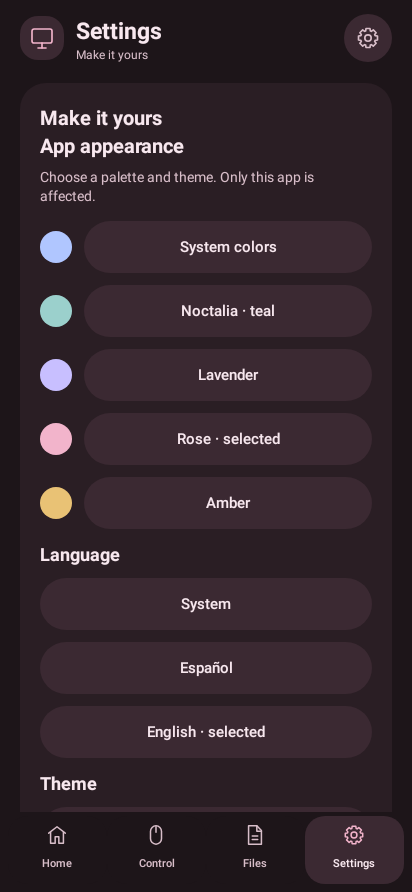 Settings
Make it yours
Make it yours
App appearance
Choose a palette and theme. Only this app is
affected.
System colors
Noctalia · teal
Lavender
Rose · selected
Amber
Language
System
Español
English · selected
Theme
Home
Control
Files
Settings